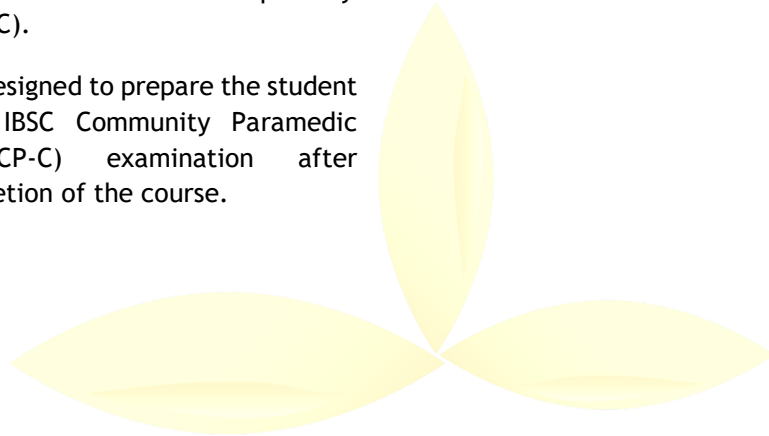 C).
esigned to prepare the student
IBSC Community Paramedic
CP-C) examination after
etion of the course.